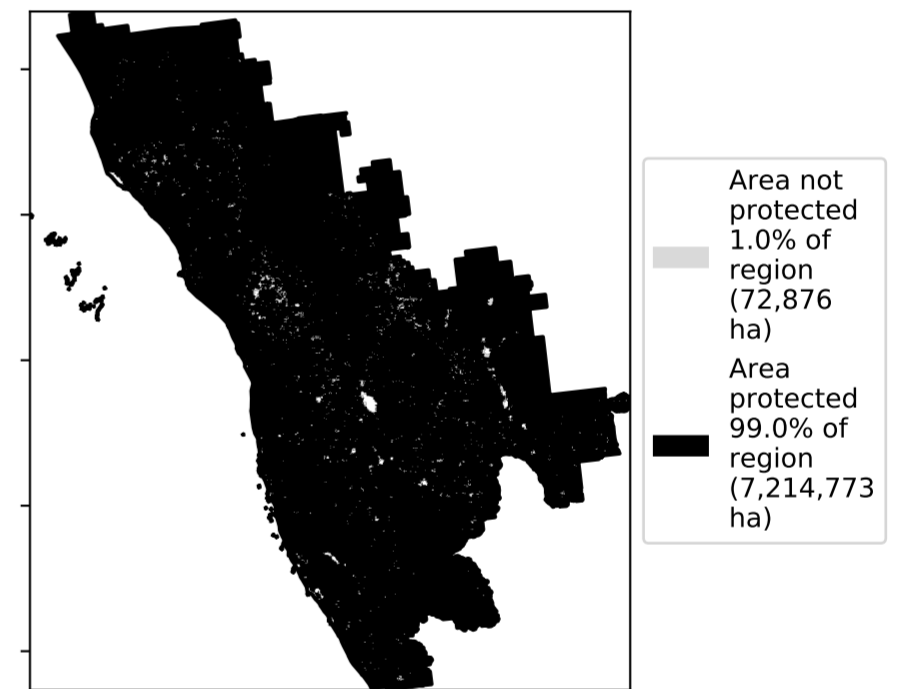 Area not
protected
1.0% of
region
(72,876
ha)
Area
protected
99.0% of
region
(7,214,773
ha)